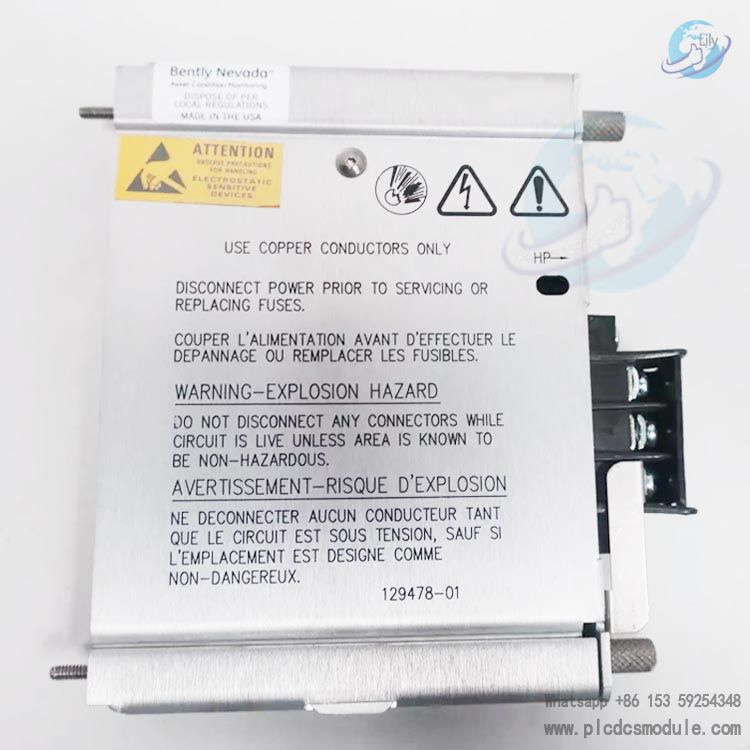 Lily
Bently Nevada™
Asset Condition Monitoring
DISPOSE OF PER
LOCAL REGULATIONS
MADE IN THE USA
ATTENTION
OBSERVE PRECAUTIONS
FOR HANDLING
ELECTROSTATIC
SENSITIVE
DEVICES
USE COPPER CONDUCTORS ONLY
HP
DISCONNECT POWER PRIOR TO SERVICING OR
REPLACING FUSES.
COUPER L'ALIMENTATION AVANT D'EFFECTUER LE
DEPANNAGE OU REMPLACER LES FUSIBLES.
WARNING-EXPLOSION HAZARD
DO NOT DISCONNECT ANY CONNECTORS WHILE
CIRCUIT IS LIVE UNLESS AREA IS KNOWN TO
BE NON-HAZARDOUS.
AVERTISSEMENT-RISQUE D'EXPLOSION
NE DECONNECTER AUCUN CONDUCTEUR TANT
QUE LE CIRCUIT EST SOUS TENSION, SAUF SI
L'EMPLACEMENT EST DESIGNE COMME
NON-DANGEREUX.
129478-01
Whatsapp +86 153 59254348
www.plcdcsmodule.com